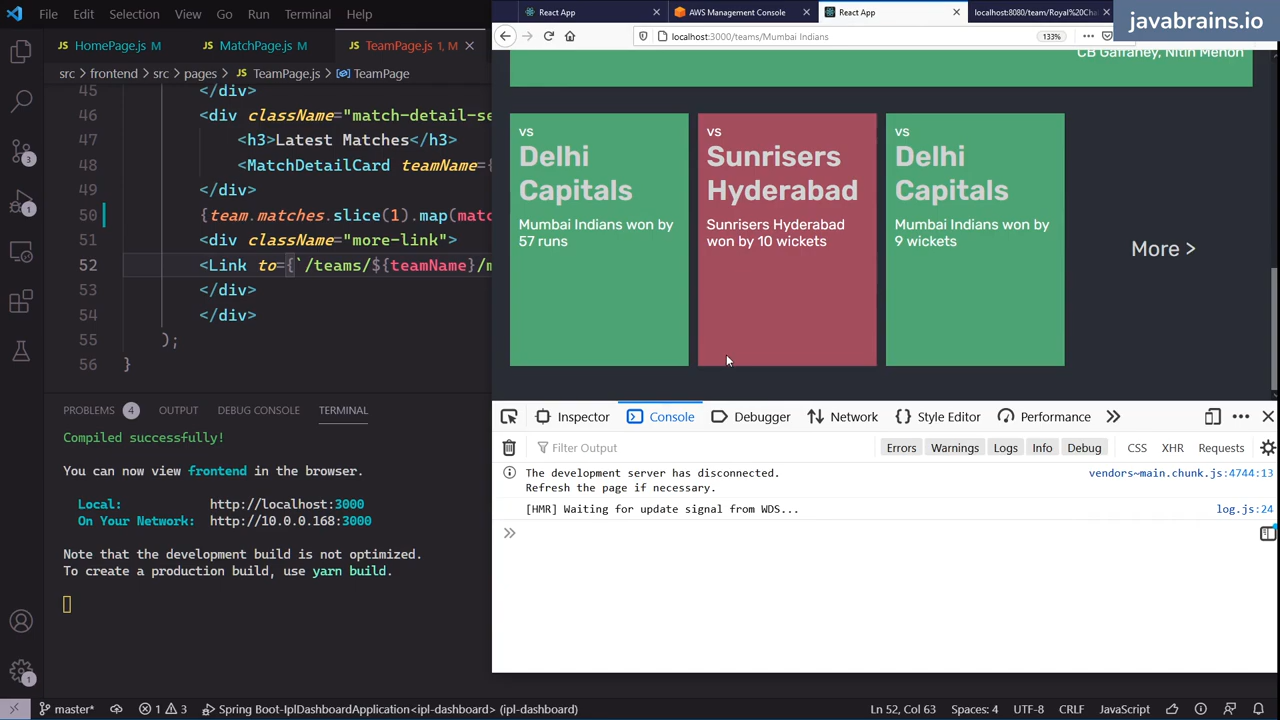 File Edit Selection View Go Run Terminal
React App
AWS Management Console
React App
localhost:8080/team/Royal%20Cha
javabrains.io
localhost:3000/teams/Mumbai Indians
133%
HomePage.js M
MatchPage.js M
TeamPage.js 1, M
src > frontend > src > pages > TeamPage.js > TeamPage
45 </div>
46 <div className="match-detail-se
47 <h3>Latest Matches</h3>
48 <MatchDetailCard teamName={
49 </div>
50 {team.matches.slice(1).map(matc
51 <div className="more-link">
52 <Link to={`/teams/${teamName}/m
53 </div>
54 </div>
55 );
56 }
CB Gaffaney, Nitin Menon
vs
Delhi
Capitals
Mumbai Indians won by
57 runs
vs
Sunrisers
Hyderabad
Sunrisers Hyderabad
won by 10 wickets
vs
Delhi
Capitals
Mumbai Indians won by
9 wickets
More >
PROBLEMS 4 OUTPUT DEBUG CONSOLE TERMINAL
Compiled successfully!
You can now view frontend in the browser.
Local: http://localhost:3000
On Your Network: http://10.0.0.168:3000
Note that the development build is not optimized.
To create a production build, use yarn build.
Inspector Console Debugger Network Style Editor Performance
Filter Output
Errors Warnings Logs Info Debug CSS XHR Requests
The development server has disconnected.
Refresh the page if necessary.
vendors~main.chunk.js:4744:13
[HMR] Waiting for update signal from WDS...
log.js:24
3
1
1
master* 1 3 Spring Boot-IplDashboardApplication<ipl-dashboard> (ipl-dashboard) Ln 52, Col 63 Spaces: 4 UTF-8 CRLF JavaScript